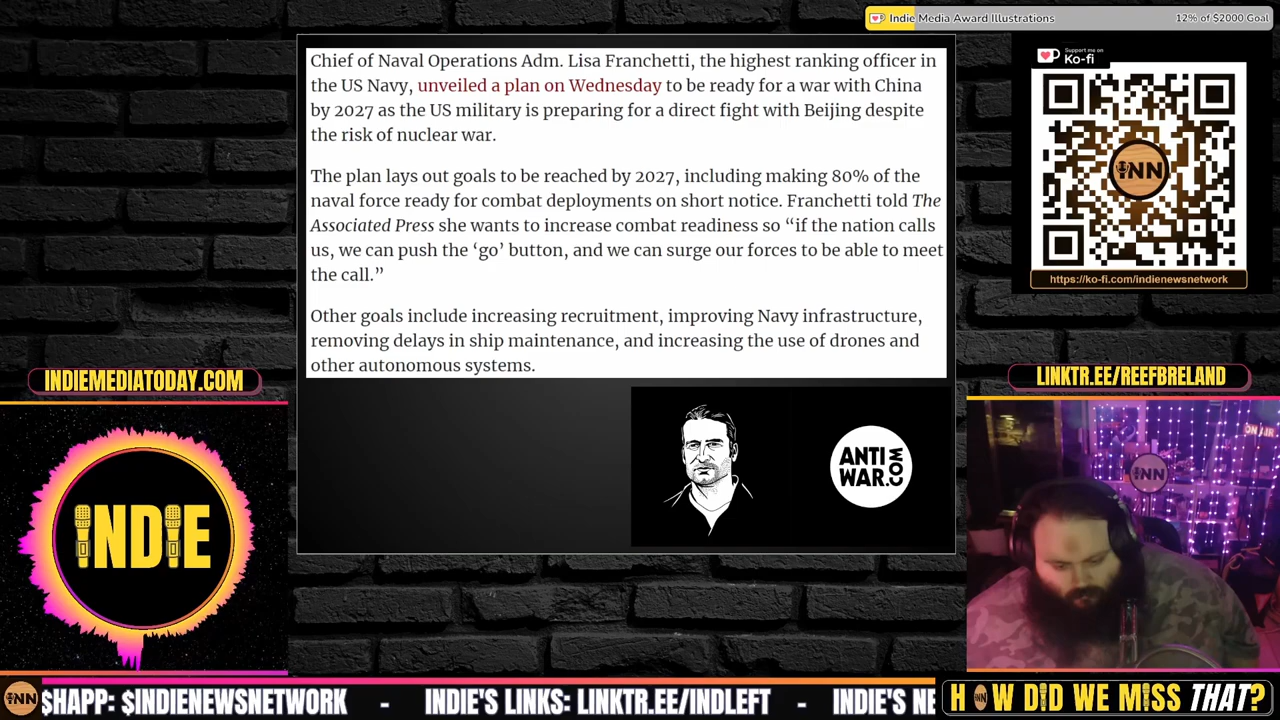 Indie Media Award Illustrations
12% of $2000 Goal
Chief of Naval Operations Adm. Lisa Franchetti, the highest ranking officer in
the US Navy, unveiled a plan on Wednesday to be ready for a war with China
by 2027 as the US military is preparing for a direct fight with Beijing despite
the risk of nuclear war.
The plan lays out goals to be reached by 2027, including making 80% of the
naval force ready for combat deployments on short notice. Franchetti told The
Associated Press she wants to increase combat readiness so “if the nation calls
us, we can push the ‘go’ button, and we can surge our forces to be able to meet
the call.”
Other goals include increasing recruitment, improving Navy infrastructure,
removing delays in ship maintenance, and increasing the use of drones and
other autonomous systems.
ANTI
WAR.COM
Support me on
Ko-fi
INN
https://ko-fi.com/indienewsnetwork
INDIEMEDIATODAY.COM
INDIE
LINKTR.EE/REEFBRELAND
ON AIR
INN
INN
$HAPP: $INDIENEWSNETWORK - INDIE'S LINKS: LINKTR.EE/INDLEFT - INDIE'S NE
HOW DID WE MISS THAT?